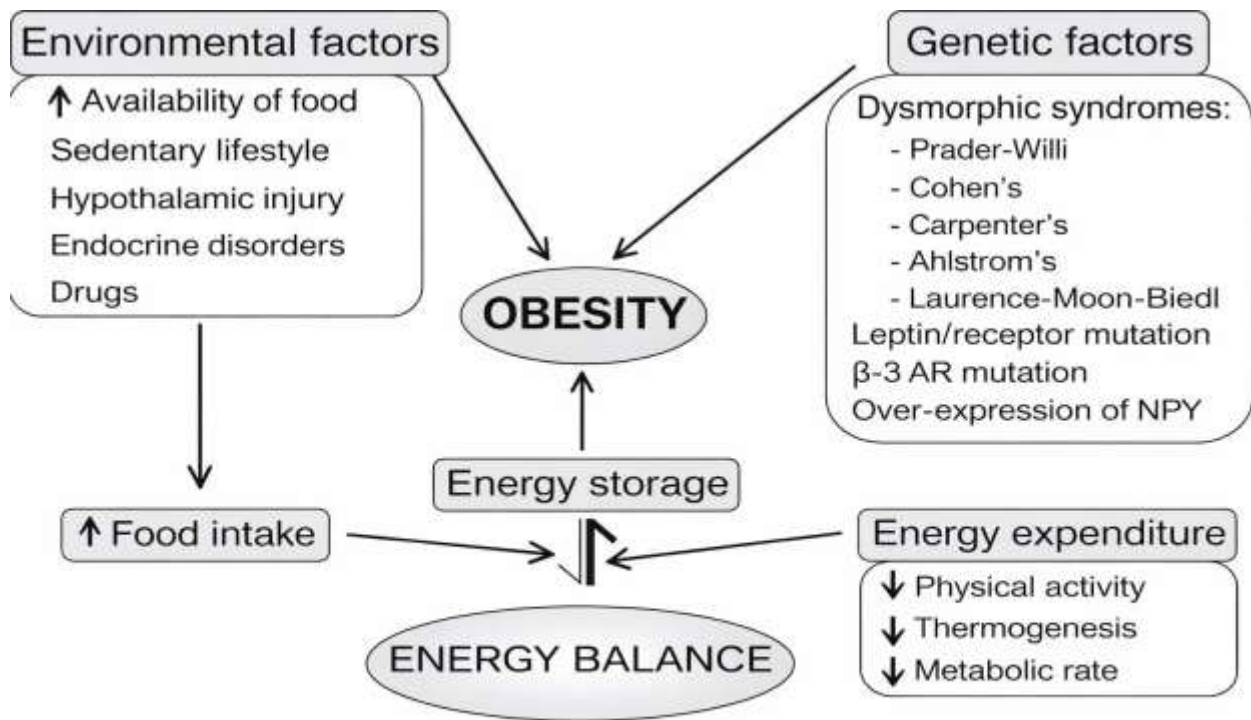 Environmental factors
↑ Availability of food
Sedentary lifestyle
Hypothalamic injury
Endocrine disorders
Drugs
Genetic factors
Dysmorphic syndromes:
- Prader-Willi
- Cohen's
- Carpenter's
- Ahlstrom's
- Laurence-Moon-Biedl
Leptin/receptor mutation
β-3 AR mutation
Over-expression of NPY
OBESITY
Energy storage
↑ Food intake
Energy expenditure
↓ Physical activity
↓ Thermogenesis
↓ Metabolic rate
ENERGY BALANCE